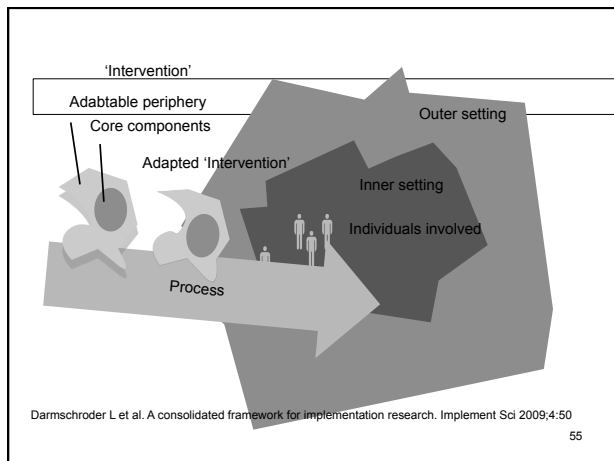 ‘Intervention’
Adabtable periphery
Core components
Outer setting
Adapted ‘Intervention’
Inner setting
Individuals involved
Process
Darmschroder L et al. A consolidated framework for implementation research. Implement Sci 2009;4:50
55